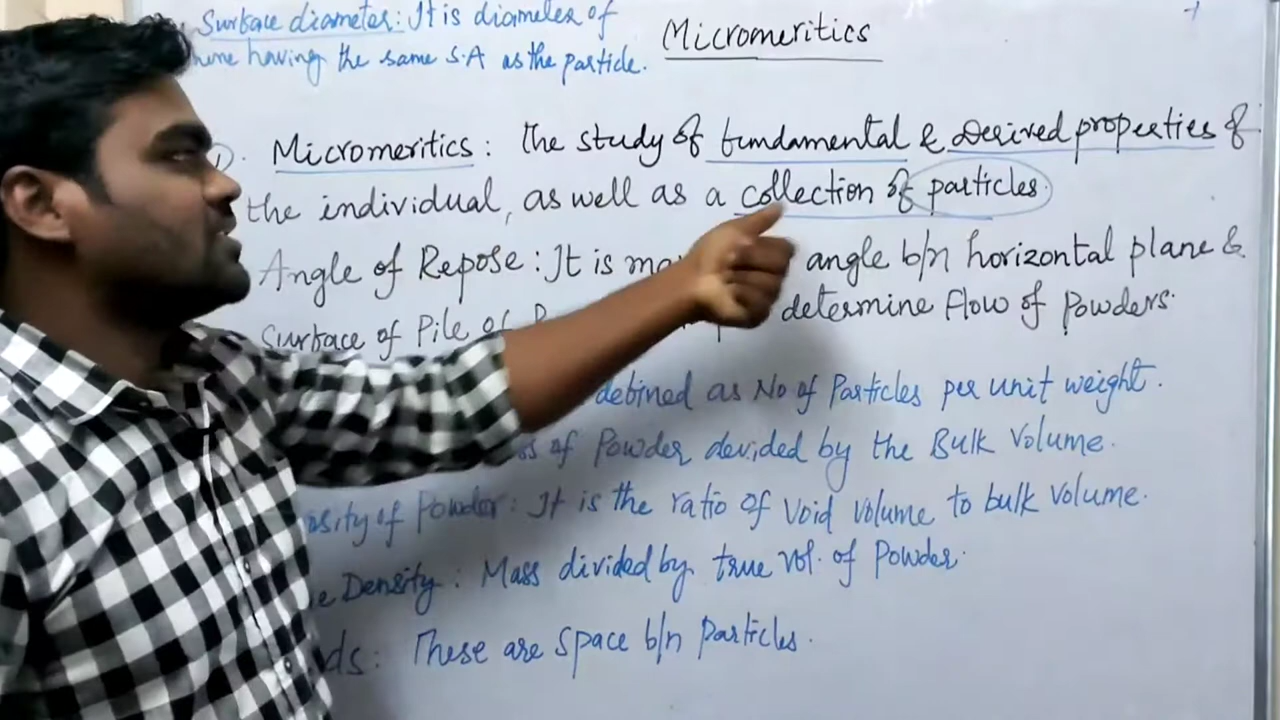 Surface diameter: It is diameter of
having the same S.A as the particle.
Micromeritics
1). Micromeritics: The study of fundamental & Derived properties of
the individual, as well as a collection of particles.
Angle of Repose: It is angle b/n horizontal plane &
Surface of Pile of determine Flow of Powders.
defined as No of Particles per unit weight.
of Powder devided by the Bulk Volume.
of Powder: It is the ratio of Void Volume to bulk Volume.
Density: Mass divided by true vol. of Powder.
These are Space b/n Particles.